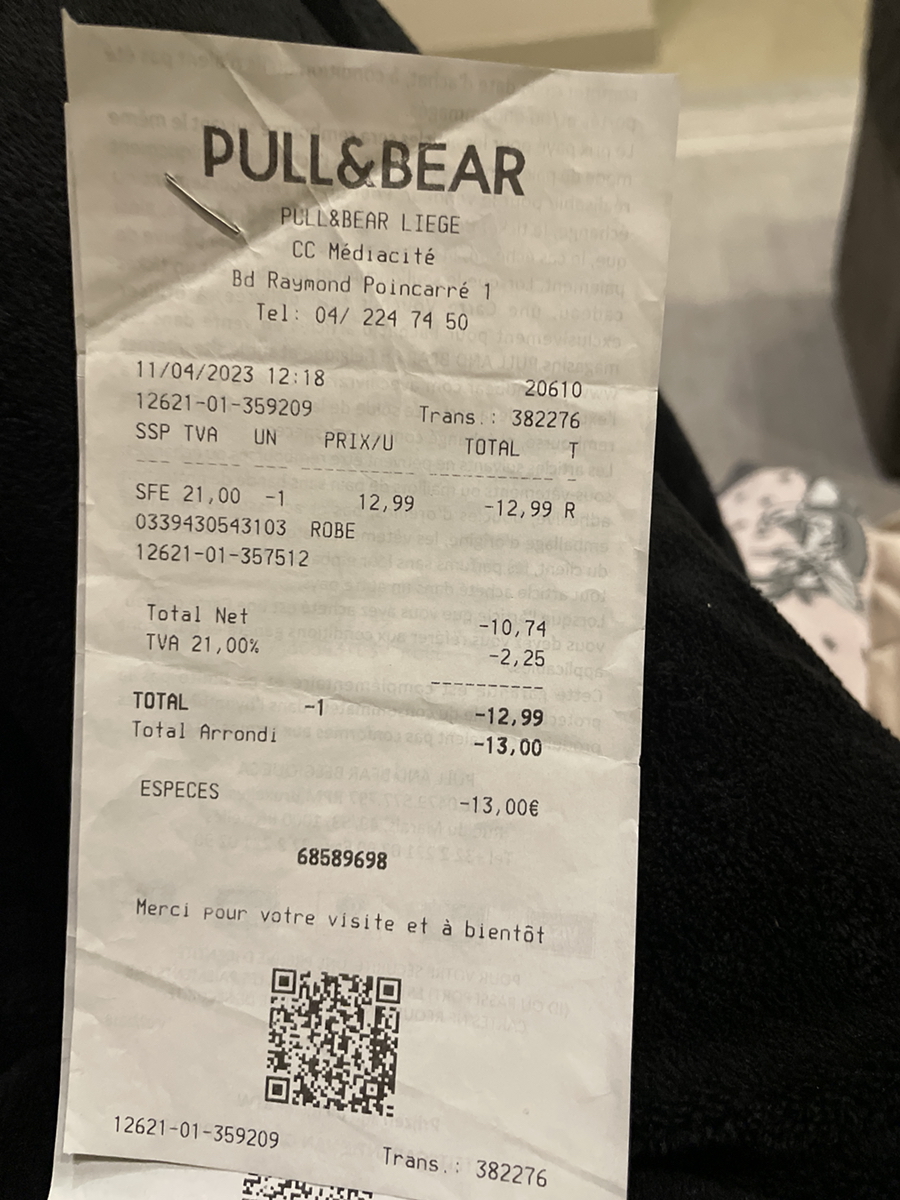 PULL&BEAR
PULL&BEAR LIEGE
CC Médiacité
Bd Raymond Poincarré 1
Tel: 04/ 224 74 50
11/04/2023 12:18 20610
12621-01-359209 Trans.: 382276
SSP TVA UN PRIX/U TOTAL T
SFE 21,00 -1 12,99 -12,99 R
0339430543103 ROBE
12621-01-357512
Total Net -10,74
TVA 21,00% -2,25
TOTAL -1 -12,99
Total Arrondi -13,00
ESPECES -13,00€
68589698
Merci pour votre visite et à bientôt
12621-01-359209 Trans.: 382276